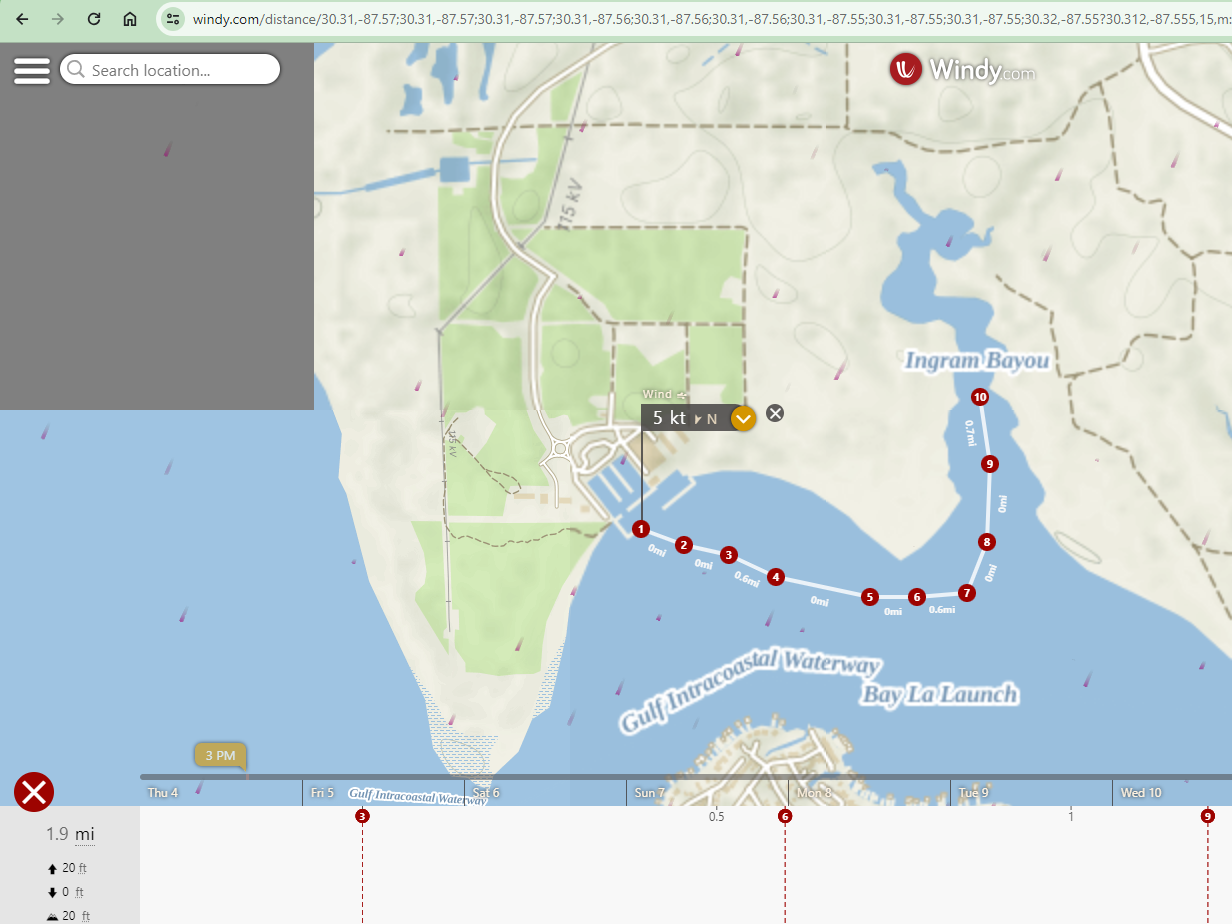 windy.com/distance/30.31,-87.57;30.31,-87.57;30.31,-87.57;30.31,-87.56;30.31,-87.56;30.31,-87.56;30.31,-87.55;30.31,-87.55;30.31,-87.55;30.32,-87.55?30.312,-87.555,15,m:
Search location...
Windy.com
115 kV
Ingram Bayou
Wind
5 kt N
10
0.7mi
115 kV
9
0mi
1
0mi
2
0mi
3
0.6mi
4
0mi
5
0mi
6
0.6mi
7
0mi
8
Gulf Intracoastal Waterway
Bay La Launch
3 PM
Thu 4
Fri 5
Sat 6
Sun 7
Mon 8
Tue 9
Wed 10
Gulf Intracoastal Waterway
3
0.5
6
1
9
1.9 mi
20 ft
0 ft
20 ft